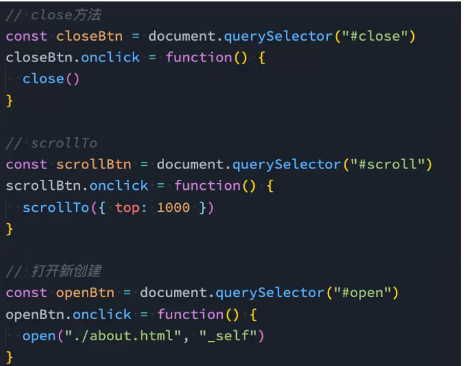 // close方法
const closeBtn = document.querySelector("#close")
closeBtn.onclick = function() {
  close()
}
// scrollTo
const scrollBtn = document.querySelector("#scroll")
scrollBtn.onclick = function() {
  scrollTo({ top: 1000 })
}
// 打开新创建
const openBtn = document.querySelector("#open")
openBtn.onclick = function() {
  open("./about.html", "_self")
}